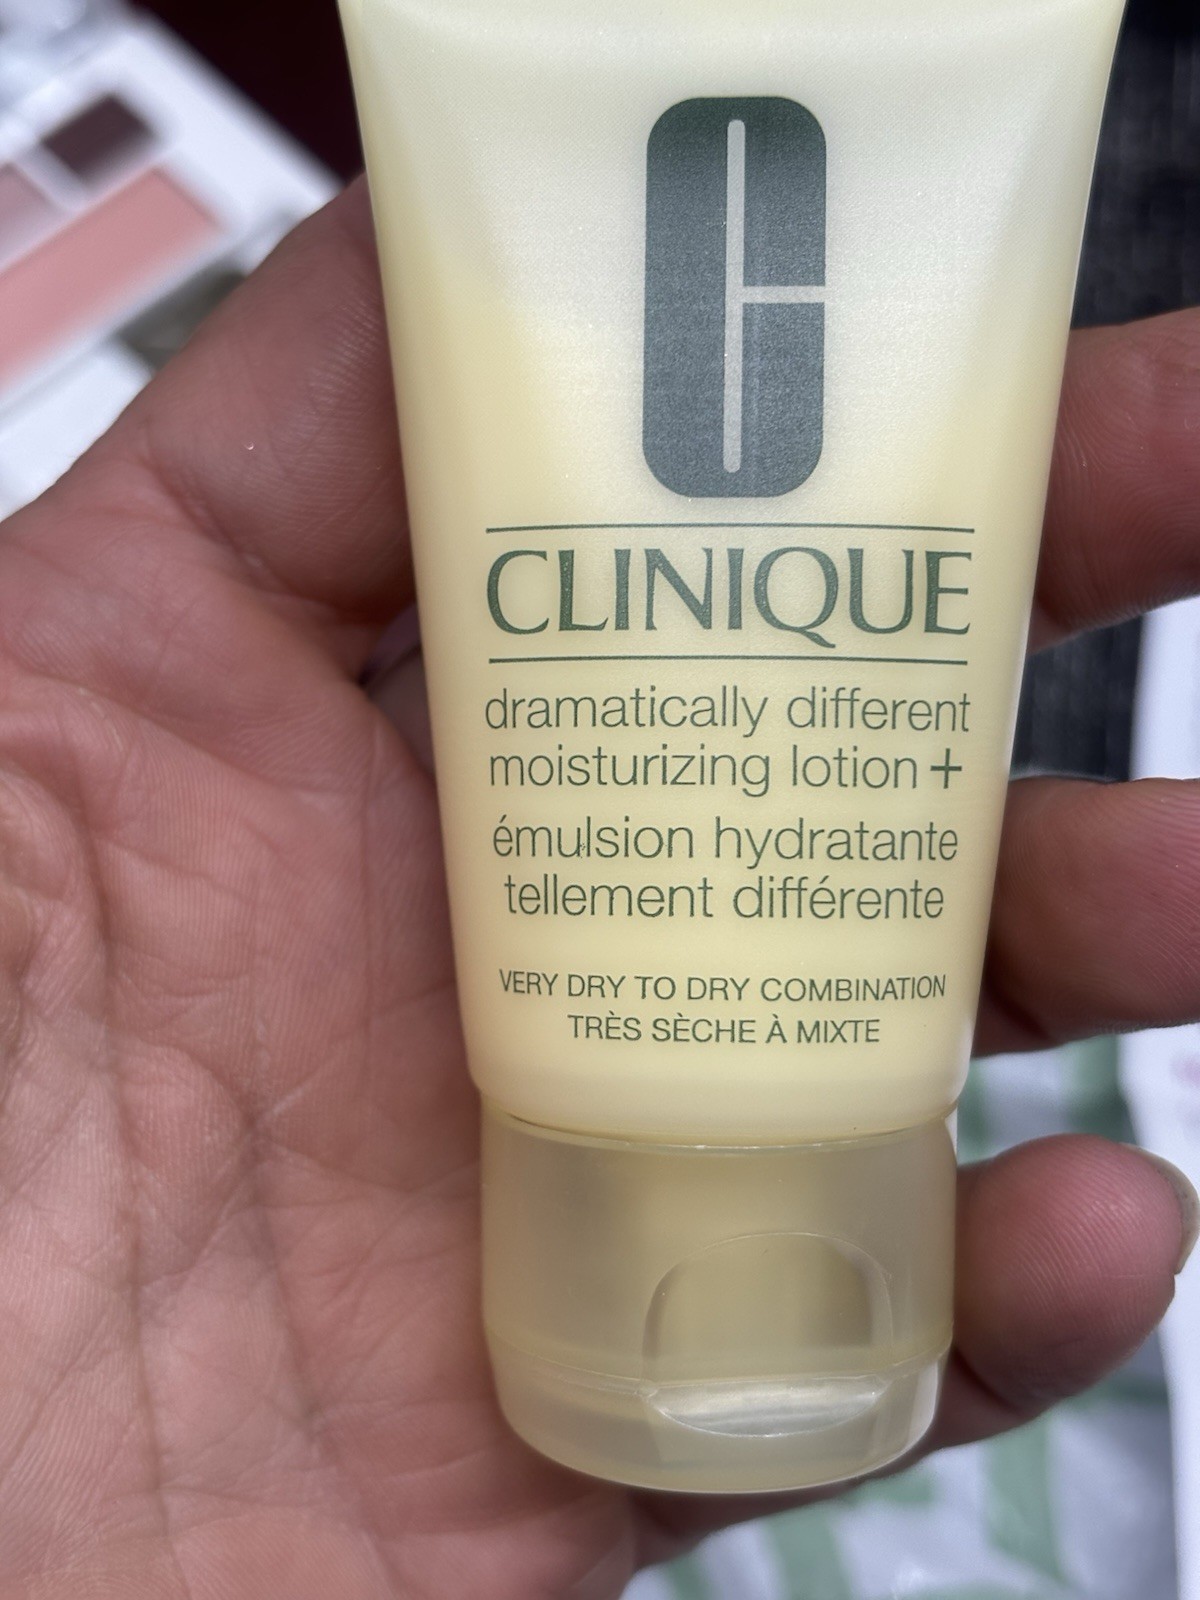 CLINIQUE
dramatically different
moisturizing lotion +
émulsion hydratante
tellement différente
VERY DRY TO DRY COMBINATION
TRÈS SÈCHE À MIXTE